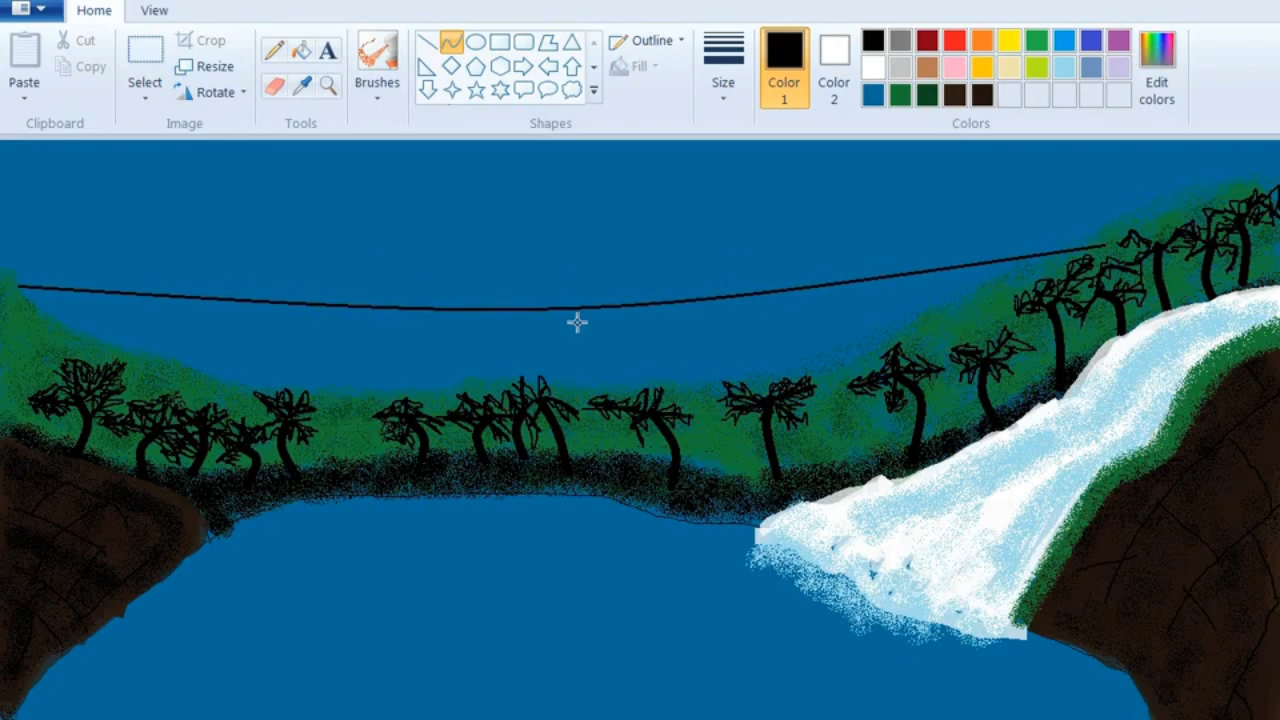 Home View
Paste
Cut
Copy
Clipboard
Select
Crop
Resize
Rotate
Image
A
Tools
Brushes
Shapes
Outline
Fill
Size
Color
1
Color
2
Edit
colors
Colors